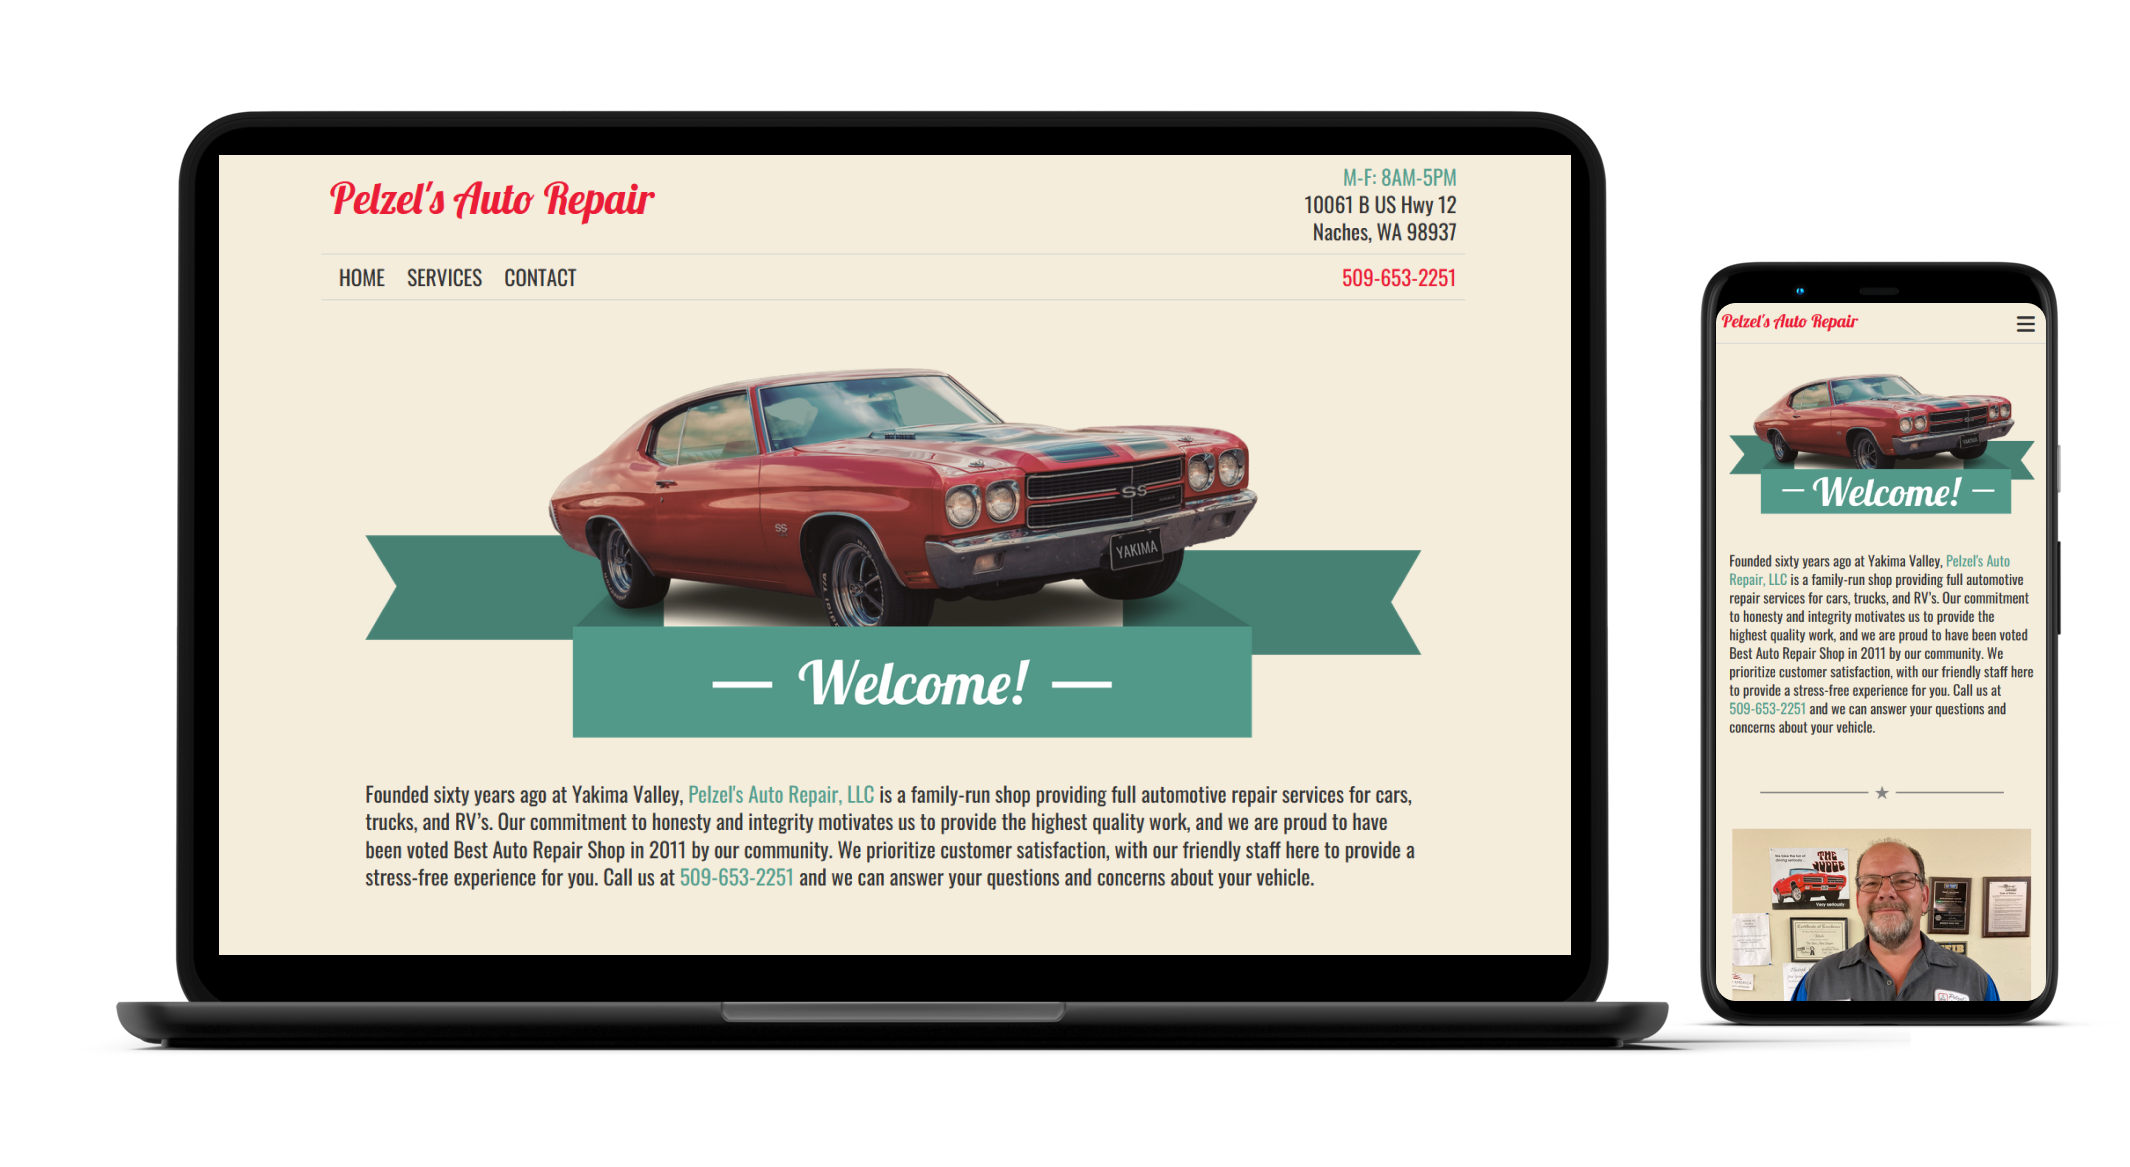 Pelzel's Auto Repair
M-F: 8AM-5PM
10061 B US Hwy 12
Naches, WA 98937
HOME SERVICES CONTACT
509-653-2251
SS
SS
YAKIMA
— Welcome! —
Founded sixty years ago at Yakima Valley, Pelzel's Auto Repair, LLC is a family-run shop providing full automotive repair services for cars,
trucks, and RV’s. Our commitment to honesty and integrity motivates us to provide the highest quality work, and we are proud to have
been voted Best Auto Repair Shop in 2011 by our community. We prioritize customer satisfaction, with our friendly staff here to provide a
stress-free experience for you. Call us at 509-653-2251 and we can answer your questions and concerns about your vehicle.
Pelzel's Auto Repair
YAKIMA
— Welcome! —
Founded sixty years ago at Yakima Valley, Pelzel's Auto
Repair, LLC is a family-run shop providing full automotive
repair services for cars, trucks, and RV's. Our commitment
to honesty and integrity motivates us to provide the
highest quality work, and we are proud to have been voted
Best Auto Repair Shop in 2011 by our community. We
prioritize customer satisfaction, with our friendly staff here
to provide a stress-free experience for you. Call us at
509-653-2251 and we can answer your questions and
concerns about your vehicle.
THE
JUDGE
Very seriously
Certificate of Excellence